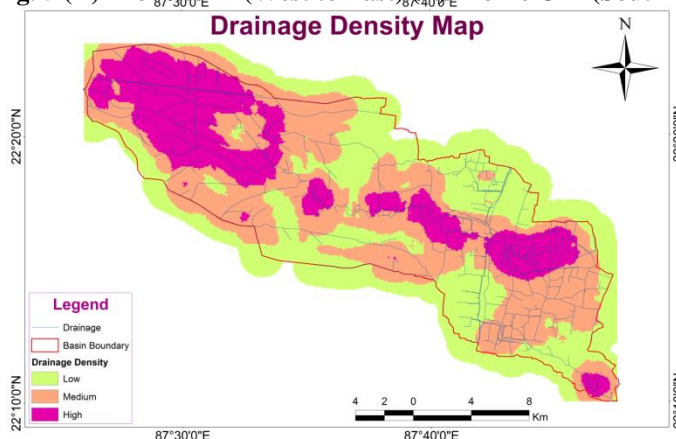 87°30'0"E 87°40'0"E
Drainage Density Map
N
22°20'0"N
22°10'0"N
Legend
Drainage
Basin Boundary
Drainage Density
Low
Medium
High
4 2 0 4 8
Km
87°30'0"E 87°40'0"E